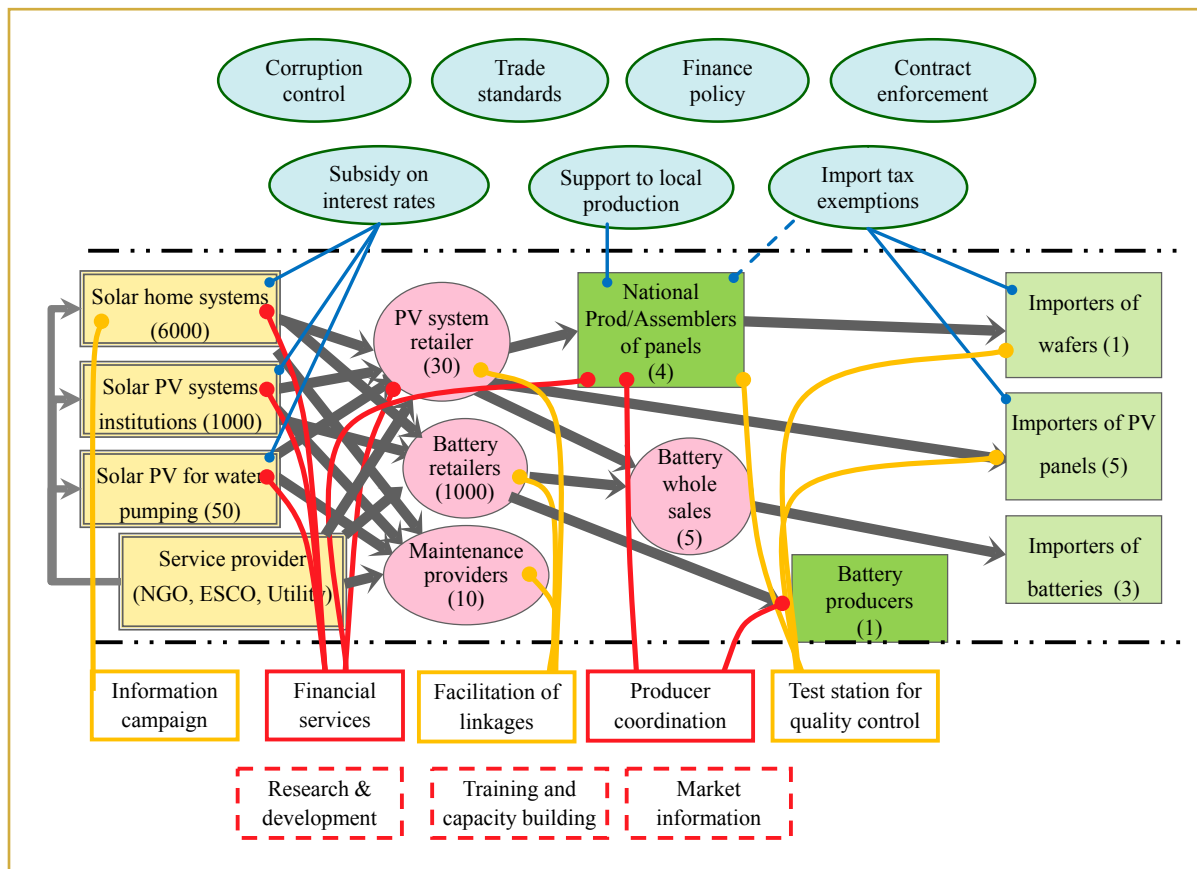 Corruption
control
Trade
standards
Finance
policy
Contract
enforcement
Subsidy on
interest rates
Support to local
production
Import tax
exemptions
Solar home systems
(6000)
PV system
retailer
(30)
National
Prod/Assemblers
of panels
(4)
Importers of
wafers (1)
Solar PV systems
institutions (1000)
Battery
retailers
(1000)
Battery
whole
sales
(5)
Importers of PV
panels (5)
Solar PV for water
pumping (50)
Service provider
(NGO, ESCO, Utility)
Maintenance
providers
(10)
Battery
producers
(1)
Importers of
batteries (3)
Information
campaign
Financial
services
Facilitation of
linkages
Producer
coordination
Test station for
quality control
Research &
development
Training and
capacity building
Market
information